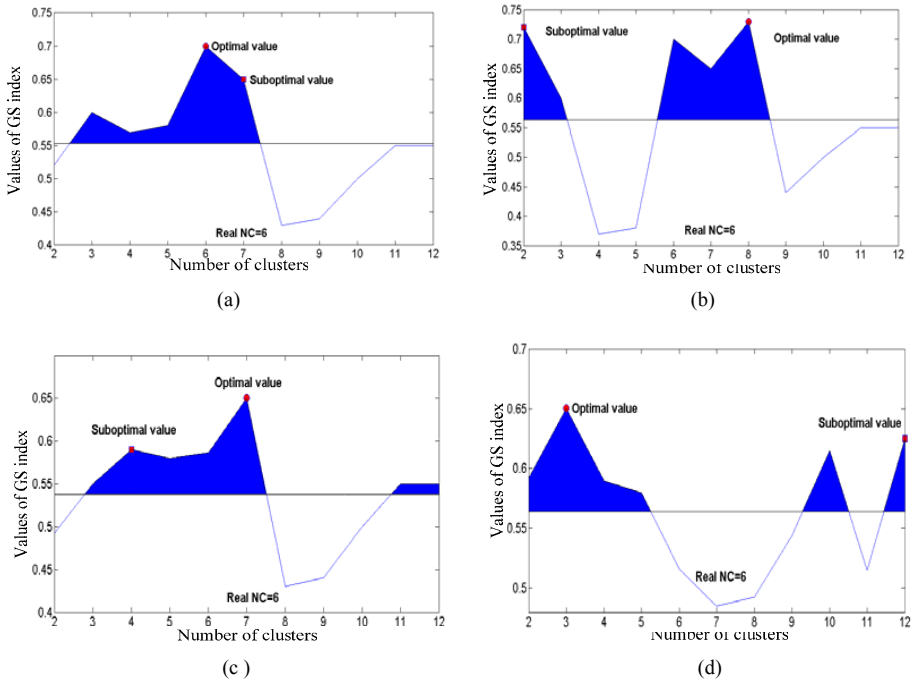 0.75
0.7
0.65
0.6
0.55
0.5
0.45
0.4
Values of GS index
Optimal value
Suboptimal value
Real NC=6
2 3 4 5 6 7 8 9 10 11 12
Number of clusters
(a)
0.75
0.7
0.65
0.6
0.55
0.5
0.45
0.4
0.35
Values of GS index
Suboptimal value
Optimal value
Real NC=6
2 3 4 5 6 7 8 9 10 11 12
Number of clusters
(b)
0.65
0.6
0.55
0.5
0.45
0.4
Values of GS index
Optimal value
Suboptimal value
Real NC=6
2 3 4 5 6 7 8 9 10 11 12
Number of clusters
(c )
0.7
0.65
0.6
0.55
0.5
Values of GS index
Optimal value
Suboptimal value
Real NC=6
2 3 4 5 6 7 8 9 10 11 12
Number of clusters
(d)